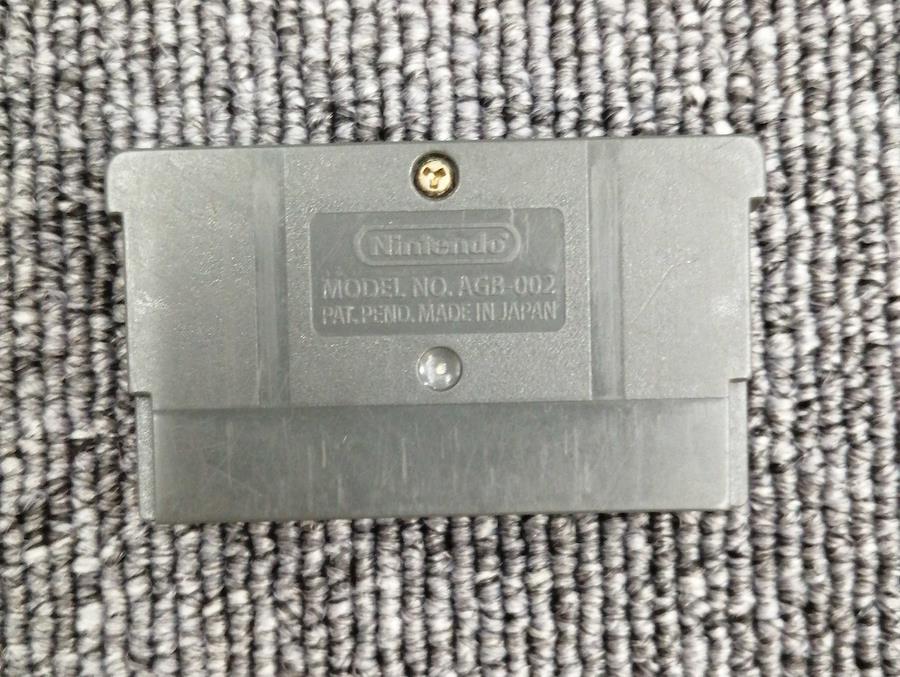 Nintendo®
MODEL NO. AGB-002
PAT. PEND. MADE IN JAPAN